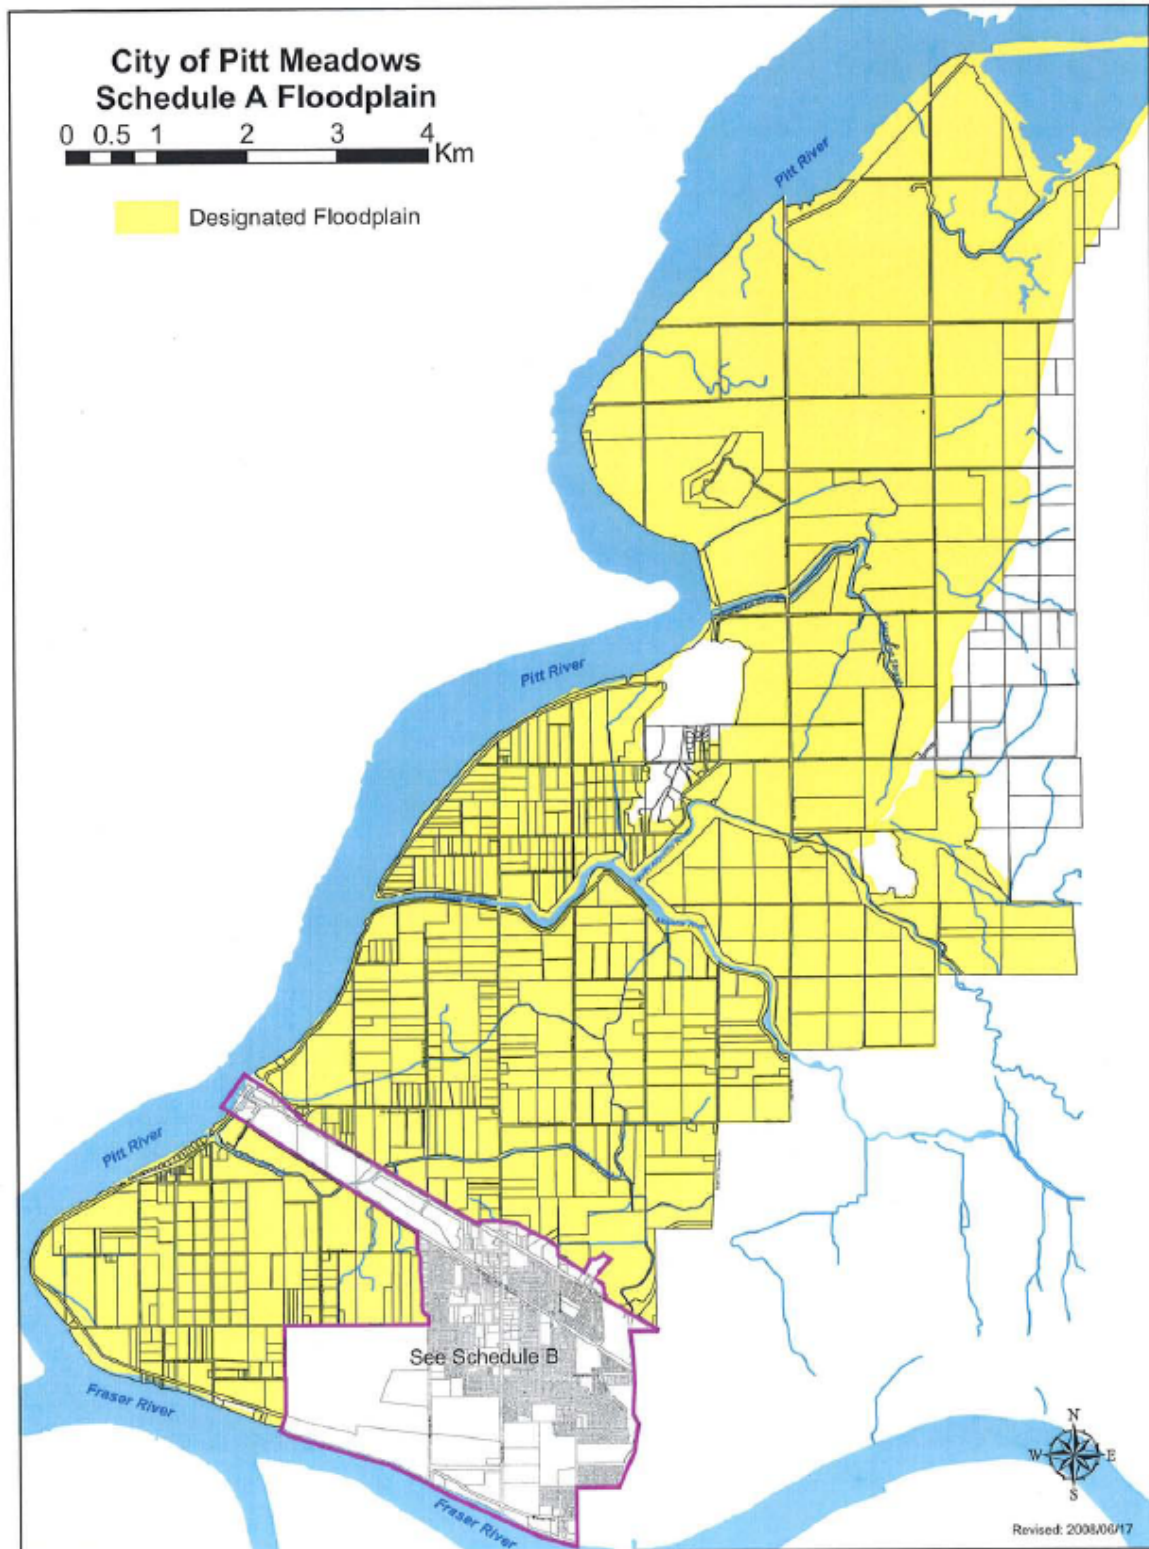 City of Pitt Meadows
Schedule A Floodplain
0 0.5 1 2 3 4
Km
Designated Floodplain
Pitt River
Pitt River
Pitt River
See Schedule B
Fraser River
Fraser River
N
W E
S
Revised: 2008/06/17